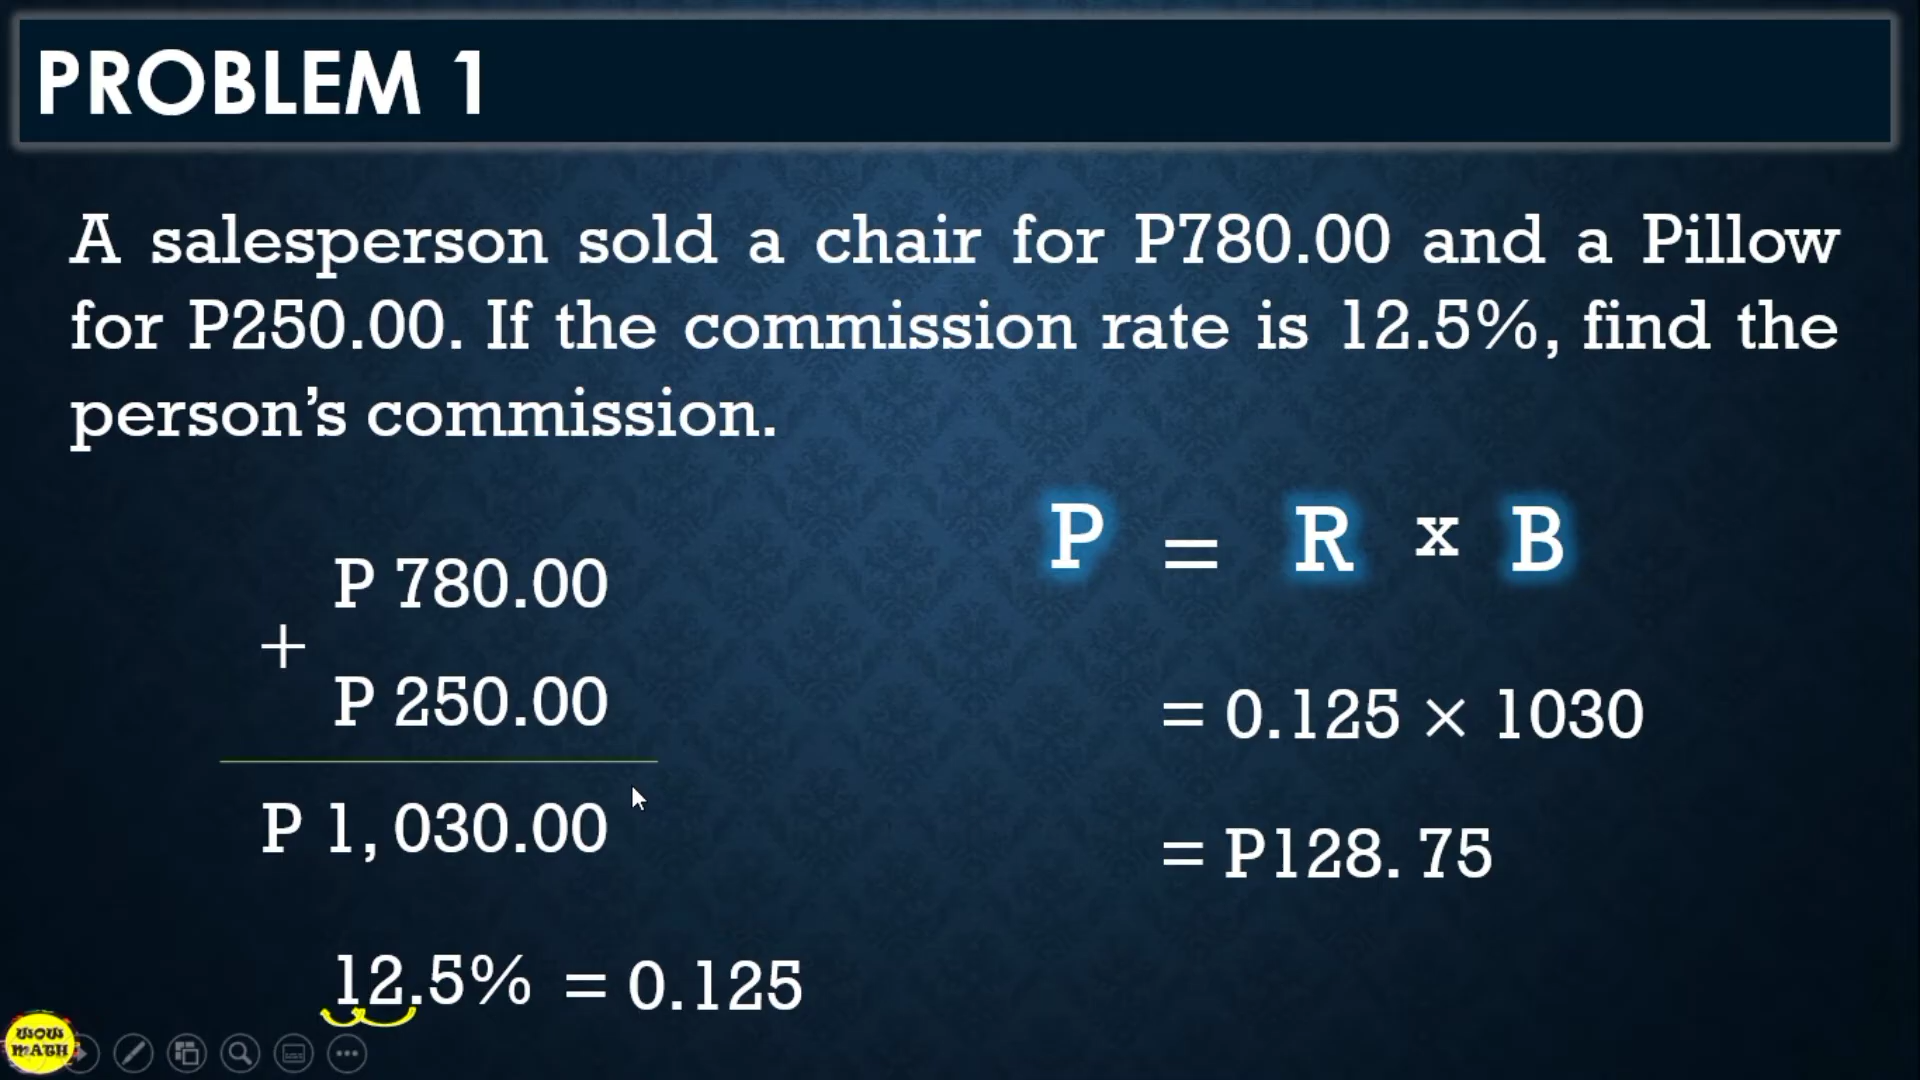 PROBLEM 1
A salesperson sold a chair for P780.00 and a Pillow
for P250.00. If the commission rate is 12.5%, find the
person’s commission.
P = R x B
P 780.00
+
P 250.00
= 0.125 × 1030
P 1, 030.00
= P128. 75
12.5% = 0.125
WOW
MATH